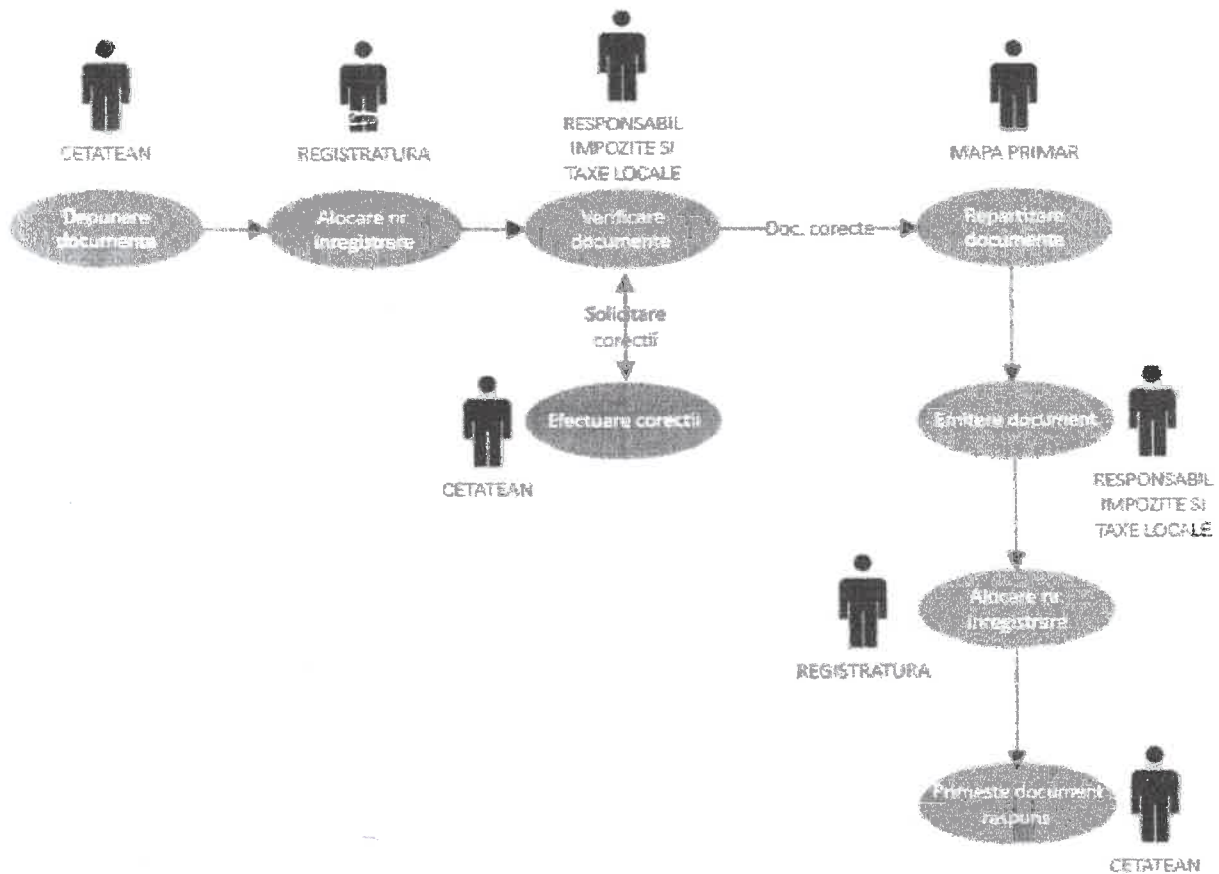 CETATEAN
REGISTRATURA
RESPONSABIL
IMPOZITE SI
TAXE LOCALE
MAPA PRIMAR
Depunere
documente
Alocare nr.
inregistrare
Verificare
documente
Doc. corecte
Repartizare
documente
Solicitare
corectii
CETATEAN
Efectuare corectii
Emitere document
RESPONSABIL
IMPOZITE SI
TAXE LOCALE
REGISTRATURA
Alocare nr.
inregistrare
Primeste document
raspuns
CETATEAN